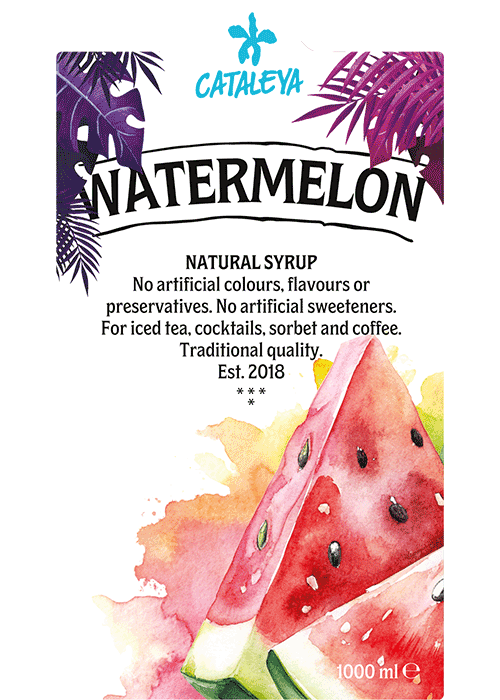 CATALEYA
WATERMELON
NATURAL SYRUP
No artificial colours, flavours or
preservatives. No artificial sweeteners.
For iced tea, cocktails, sorbet and coffee.
Traditional quality.
Est. 2018
* * *
*
1000 ml ℮